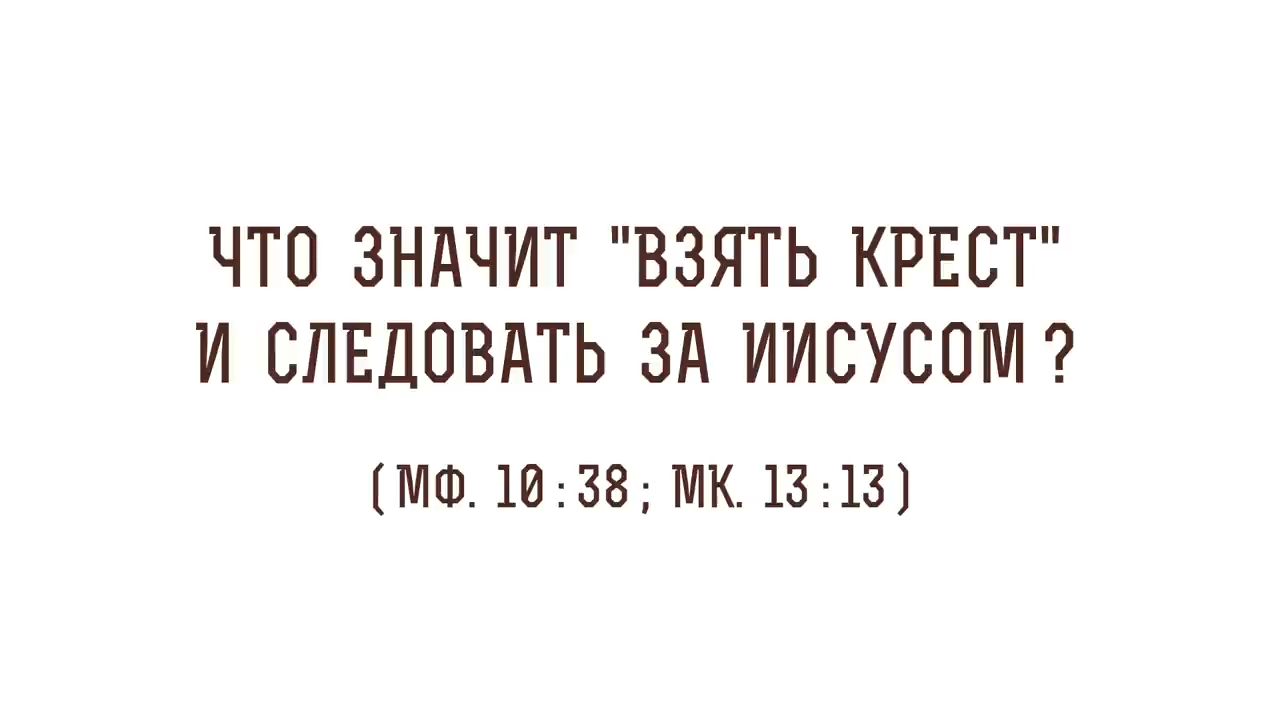 ЧТО ЗНАЧИТ "ВЗЯТЬ КРЕСТ"
И СЛЕДОВАТЬ ЗА ИИСУСОМ?
(МФ. 10:38; МК. 13:13)